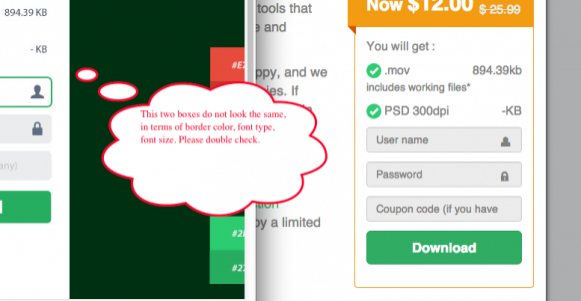 894.39 KB
- KB
any)
#E7
This two boxes do not look the same,
in terms of border color, font type,
font size. Please double check.
#2
#27
tools that
and
ppy, and we
ies. If
by a limited
Now $12.00 $ 25.99
You will get :
.mov 894.39kb
includes working files*
PSD 300dpi -KB
User name
Password
Coupon code (if you have
Download